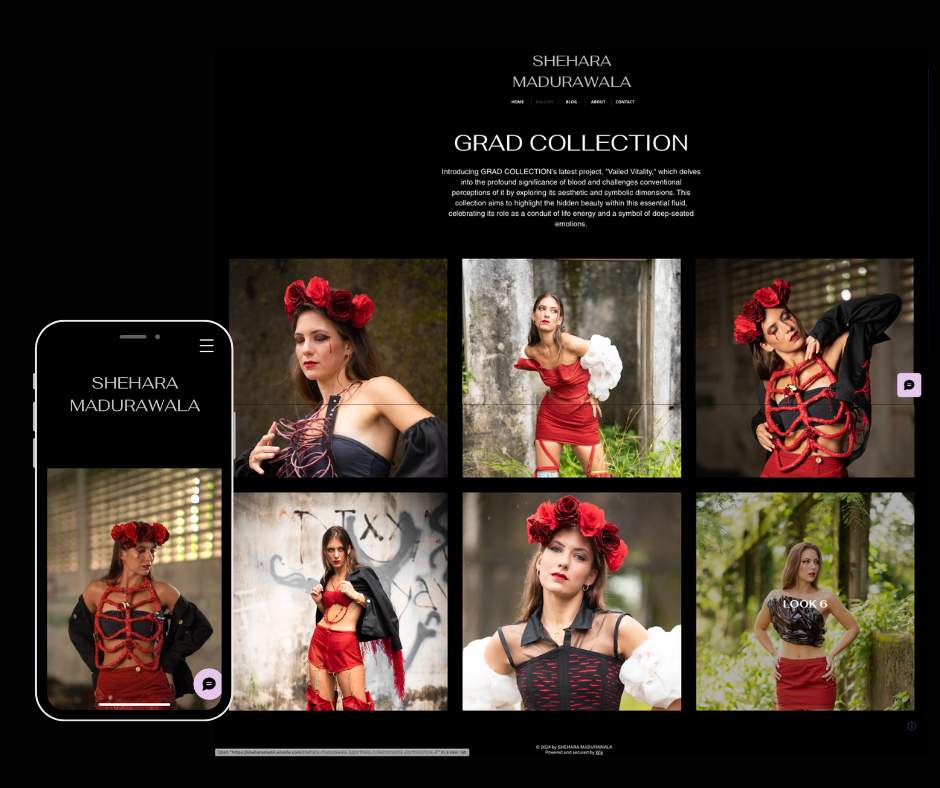 SHEHARA
MADURAWALA
HOME GALLERY BLOG ABOUT CONTACT
GRAD COLLECTION
Introducing GRAD COLLECTION's latest project, "Vailed Vitality," which delves
into the profound significance of blood and challenges conventional
perceptions of it by exploring its aesthetic and symbolic dimensions. This
collection aims to highlight the hidden beauty within this essential fluid,
celebrating its role as a conduit of life energy and a symbol of deep-seated
emotions.
SHEHARA
MADURAWALA
LOOK 6
© 2024 by SHEHARA MADURAWALA
Powered and secured by Wix